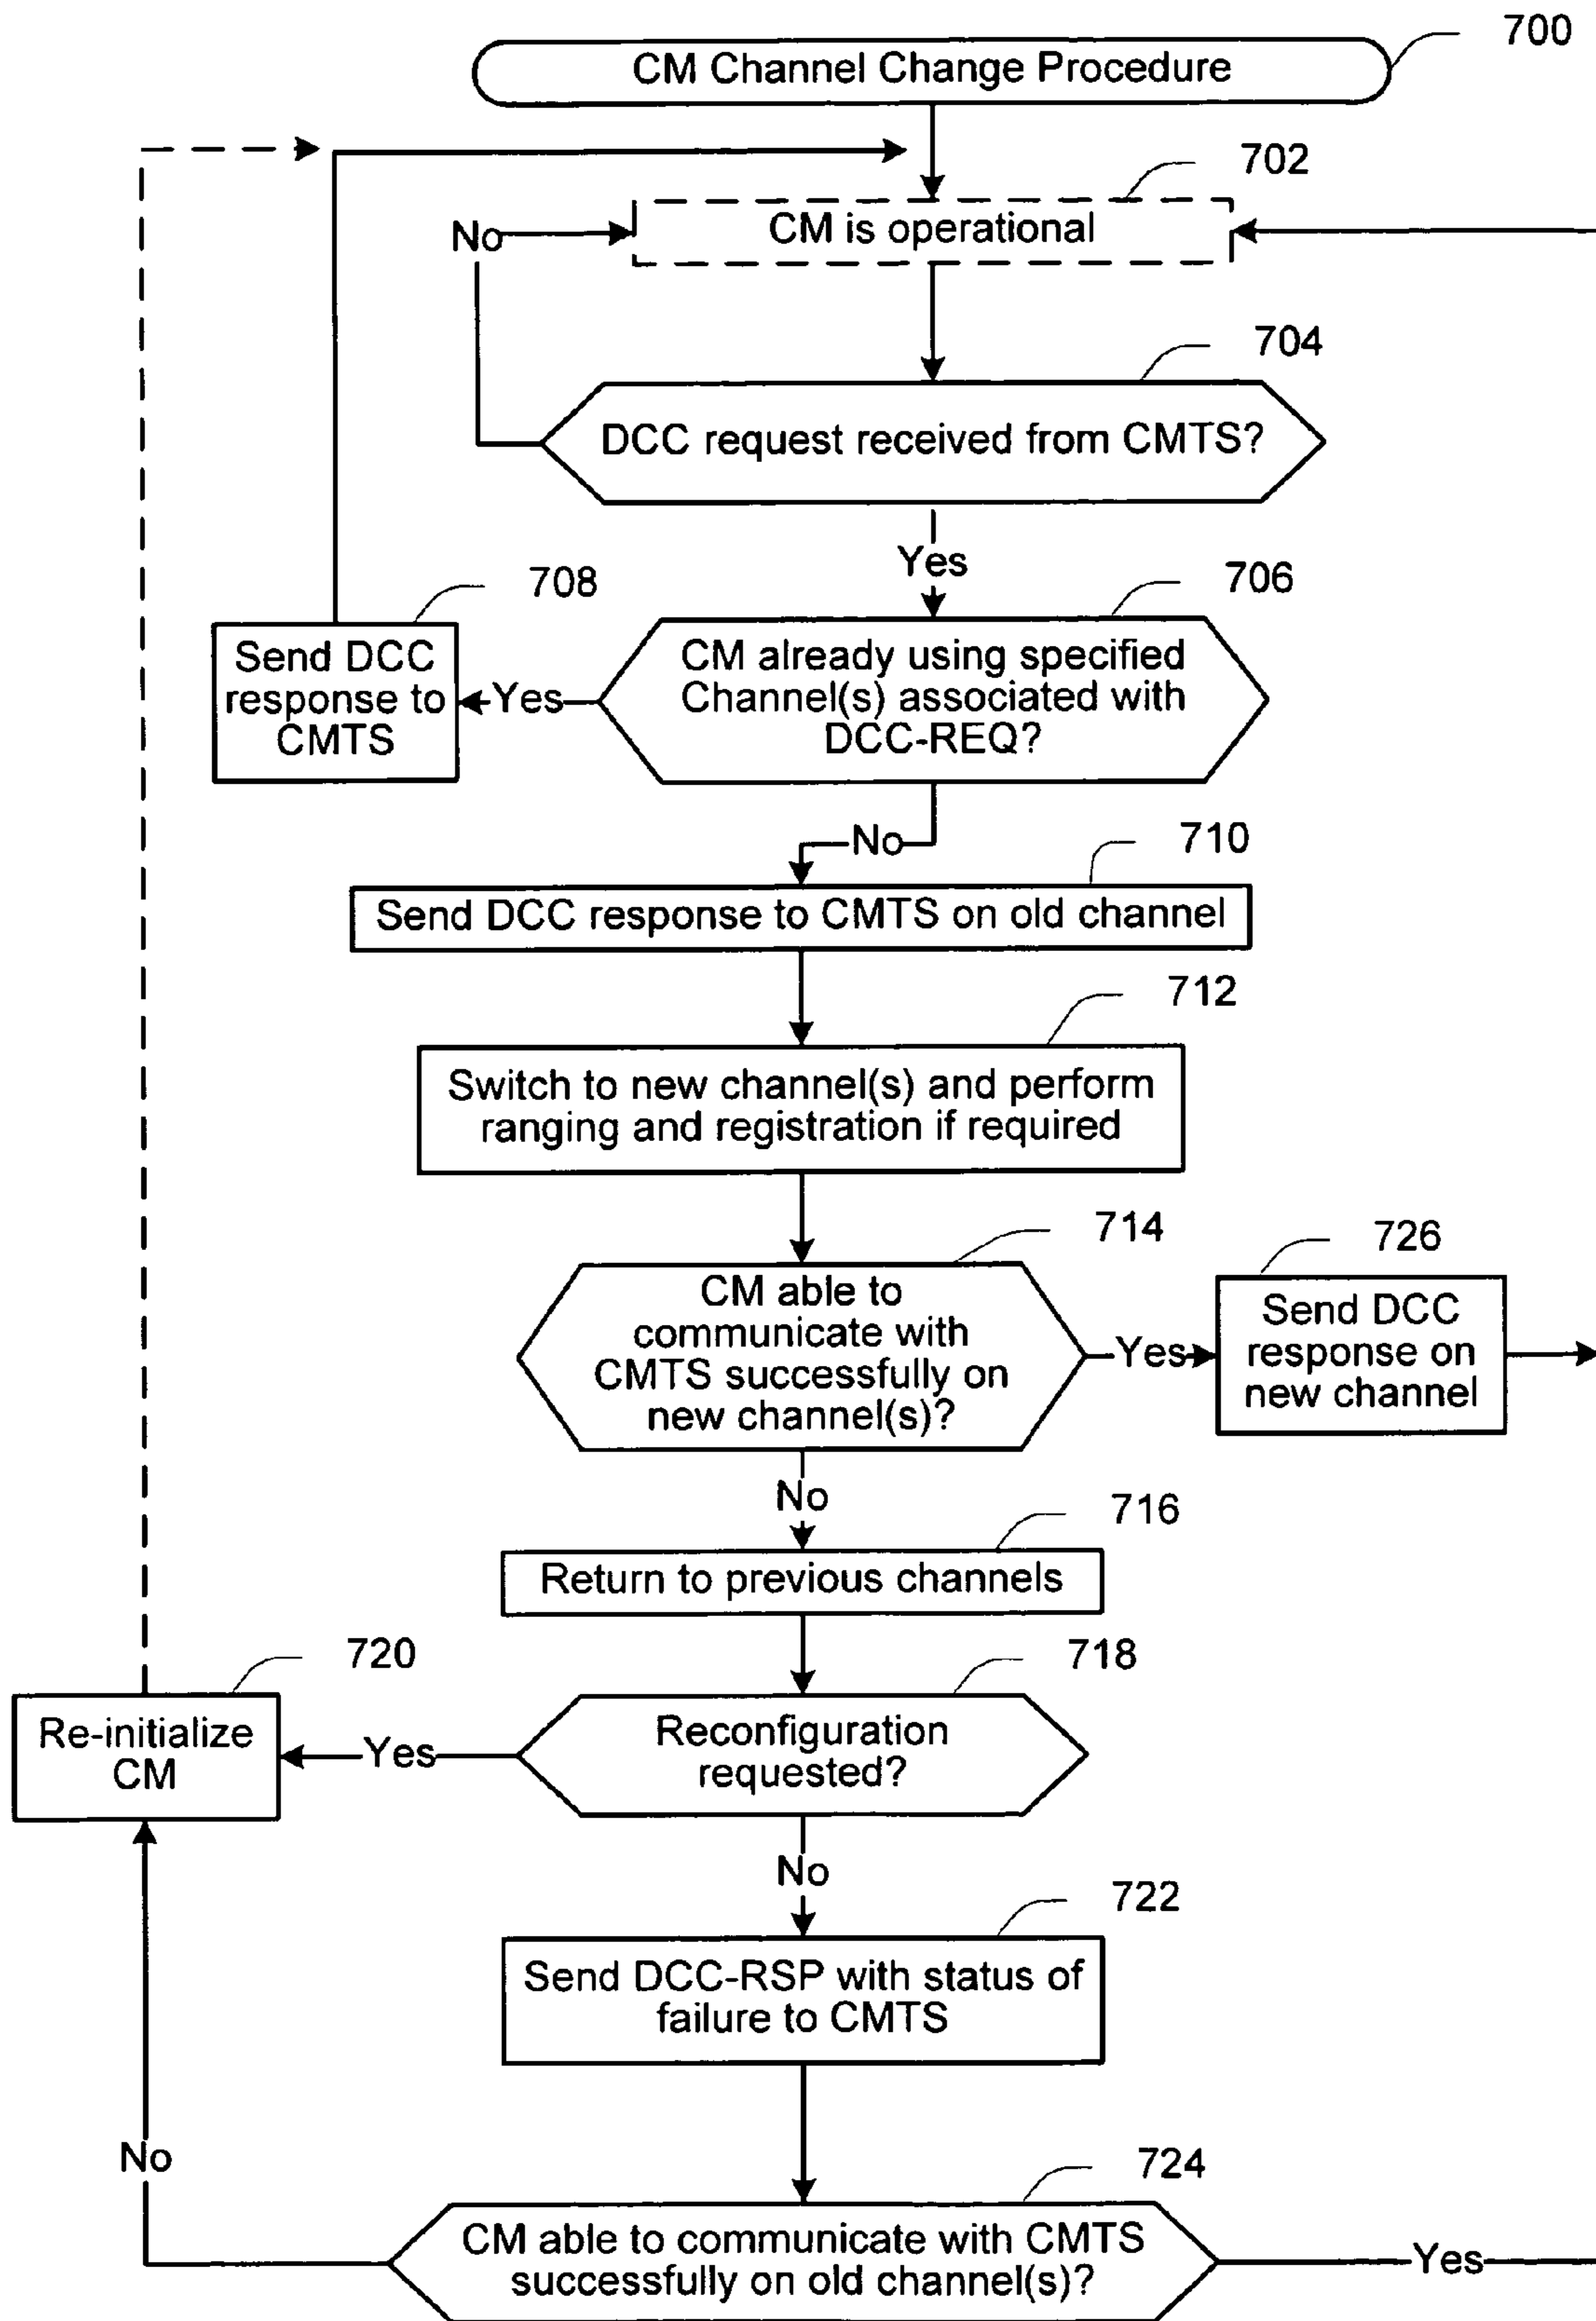 700
CM Channel Change Procedure
702
CM is operational
No
704
DCC request received from CMTS?
Yes
708
706
Send DCC
response to
CMTS
Yes
CM already using specified
Channel(s) associated with
DCC-REQ?
No
710
Send DCC response to CMTS on old channel
712
Switch to new channel(s) and perform
ranging and registration if required
714
CM able to
communicate with
CMTS successfully on
new channel(s)?
Yes
726
Send DCC
response on
new channel
No
716
Return to previous channels
718
720
Re-initialize
CM
Yes
Reconfiguration
requested?
No
722
Send DCC-RSP with status of
failure to CMTS
No
724
CM able to communicate with CMTS
successfully on old channel(s)?
Yes